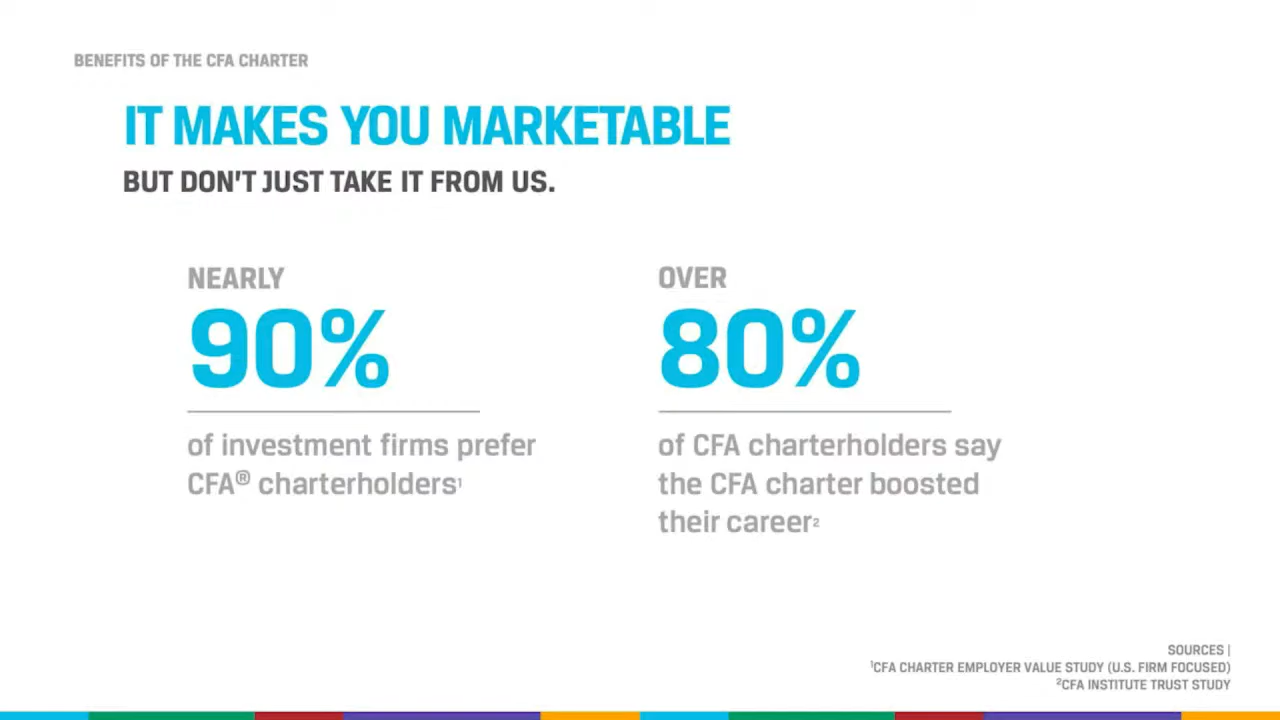 BENEFITS OF THE CFA CHARTER
IT MAKES YOU MARKETABLE
BUT DON'T JUST TAKE IT FROM US.
NEARLY
90%
of investment firms prefer
CFA® charterholders¹
OVER
80%
of CFA charterholders say
the CFA charter boosted
their career²
SOURCES |
¹CFA CHARTER EMPLOYER VALUE STUDY (U.S. FIRM FOCUSED)
²CFA INSTITUTE TRUST STUDY